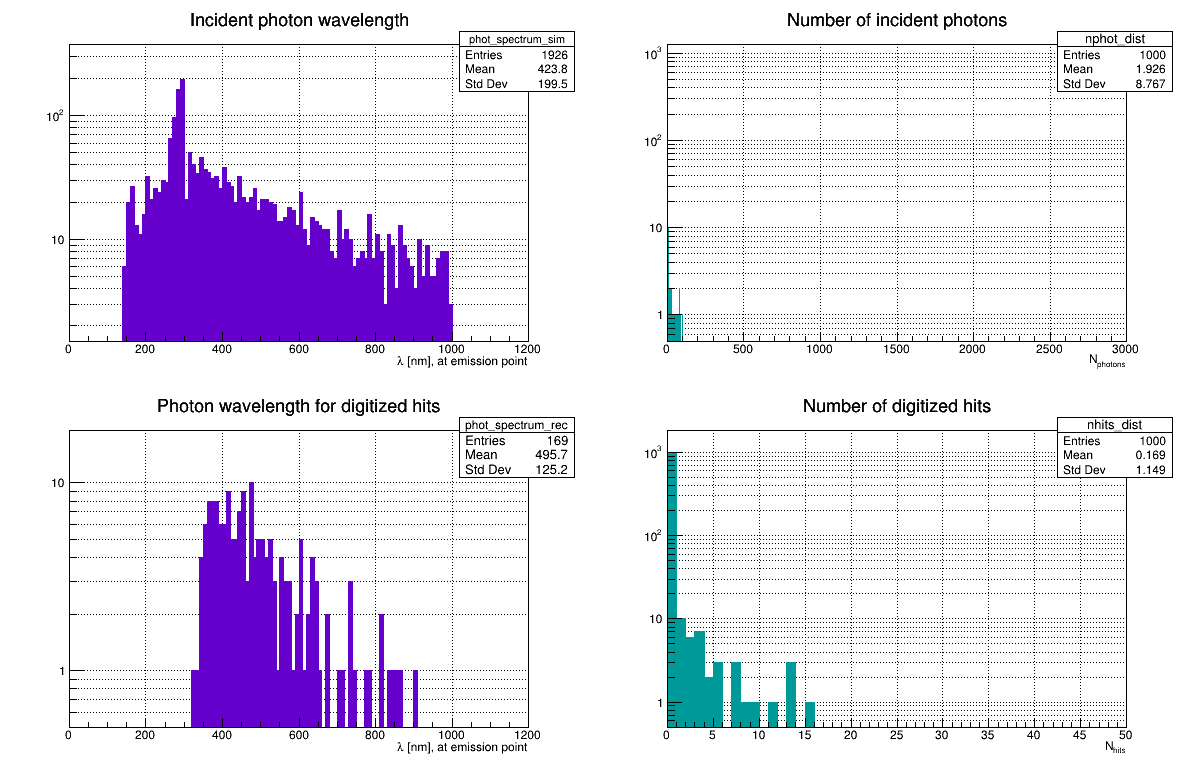 Incident photon wavelength
phot_spectrum_sim
Entries 1926
Mean 423.8
Std Dev 199.5
10²
10
0 200 400 600 800 1000 1200
λ [nm], at emission point
Number of incident photons
nphot_dist
Entries 1000
Mean 1.926
Std Dev 8.767
10³
10²
10
1
0 500 1000 1500 2000 2500 3000
Nphotons
Photon wavelength for digitized hits
phot_spectrum_rec
Entries 169
Mean 495.7
Std Dev 125.2
10
1
0 200 400 600 800 1000 1200
λ [nm], at emission point
Number of digitized hits
nhits_dist
Entries 1000
Mean 0.169
Std Dev 1.149
10³
10²
10
1
0 5 10 15 20 25 30 35 40 45 50
Nhits